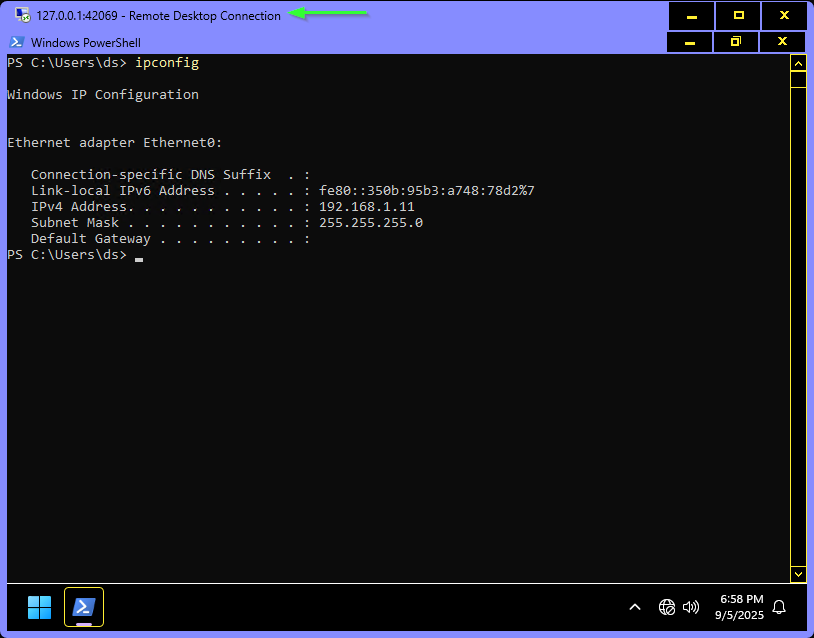 127.0.0.1:42069 - Remote Desktop Connection
Windows PowerShell
PS C:\Users\ds> ipconfig
Windows IP Configuration
Ethernet adapter Ethernet0:
Connection-specific DNS Suffix  . :
Link-local IPv6 Address . . . . . : fe80::350b:95b3:a748:78d2%7
IPv4 Address. . . . . . . . . . . : 192.168.1.11
Subnet Mask . . . . . . . . . . . : 255.255.255.0
Default Gateway . . . . . . . . . :
PS C:\Users\ds>
6:58 PM
9/5/2025